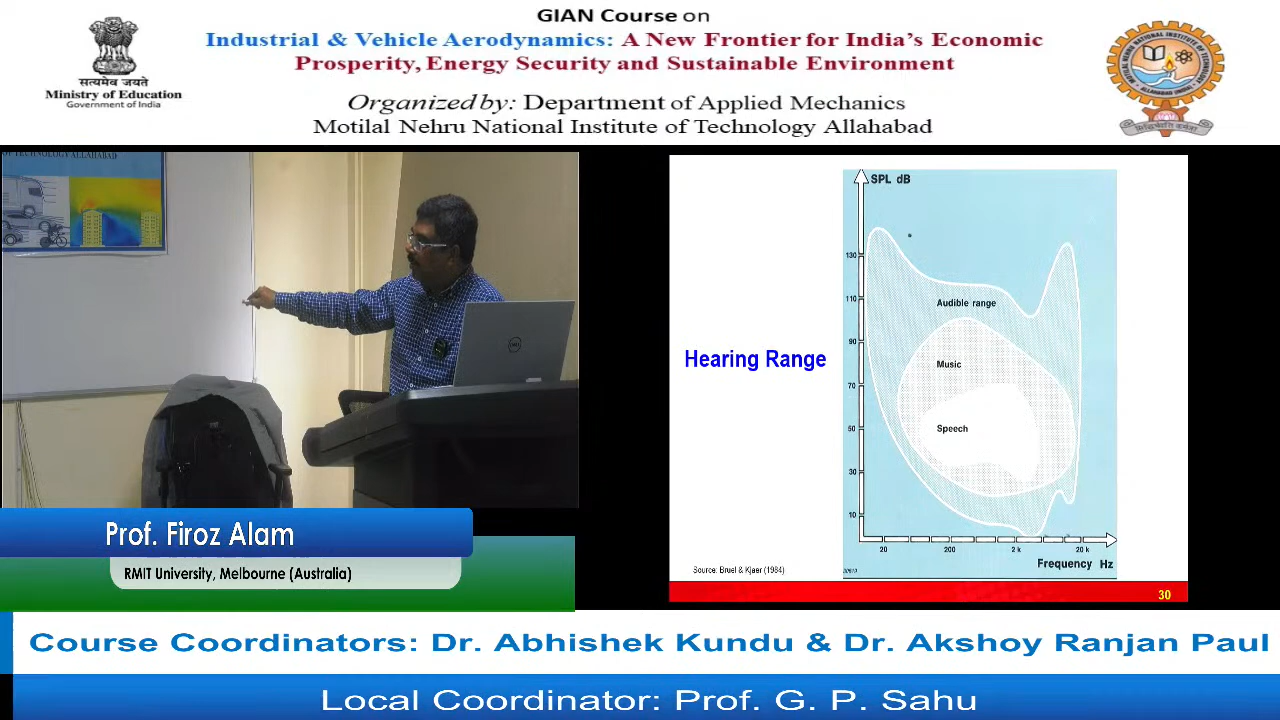 GIAN Course on
Industrial & Vehicle Aerodynamics: A New Frontier for India's Economic
Prosperity, Energy Security and Sustainable Environment
Organized by: Department of Applied Mechanics
Motilal Nehru National Institute of Technology Allahabad
सत्यमेव जयते
Ministry of Education
Government of India
OF TECHNOLOGY ALLAHABAD
Hearing Range
SPL dB
130
110
90
70
50
30
10
Audible range
Music
Speech
20
200
2 k
20 k
Frequency Hz
Source: Bruel & Kjaer (1984)
30
Prof. Firoz Alam
RMIT University, Melbourne (Australia)
Course Coordinators: Dr. Abhishek Kundu & Dr. Akshoy Ranjan Paul
Local Coordinator: Prof. G. P. Sahu